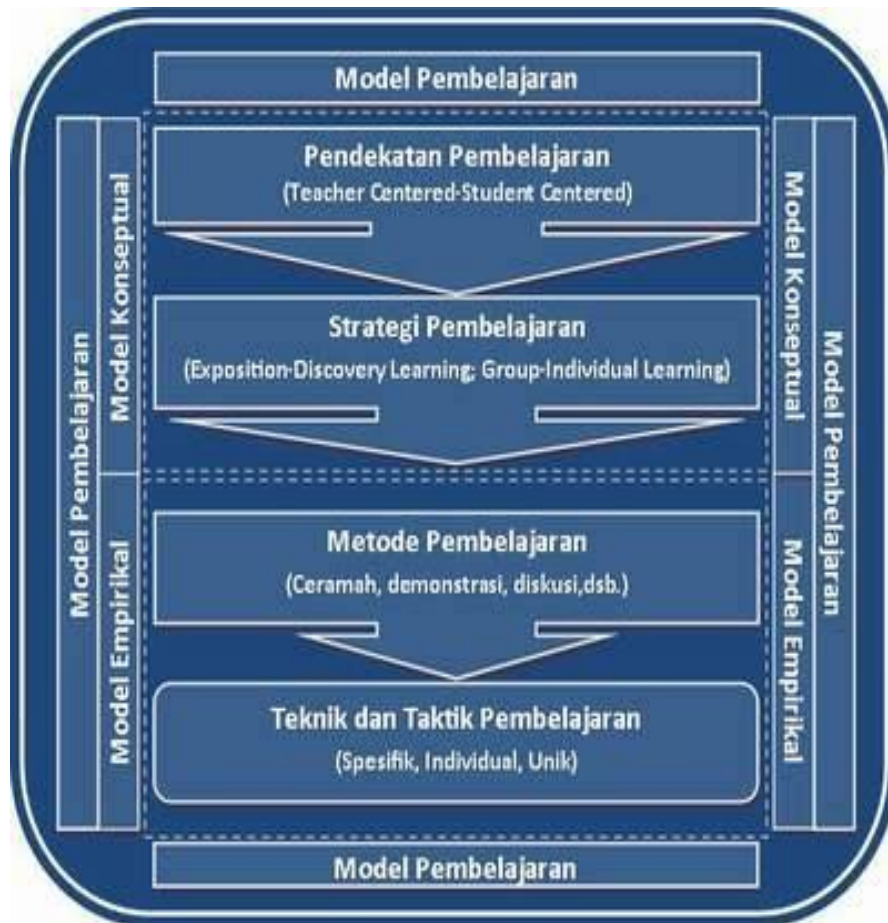 Model Pembelajaran
Pendekatan Pembelajaran
(Teacher Centered-Student Centered)
Strategi Pembelajaran
(Exposition-Discovery Learning; Group-Individual Learning)
Metode Pembelajaran
(Ceramah, demonstrasi, diskusi,dsb.)
Teknik dan Taktik Pembelajaran
(Spesifik, Individual, Unik)
Model Pembelajaran
Model Pembelajaran
Model Konseptual
Model Empirikal
Model Konseptual
Model Empirikal
Model Pembelajaran